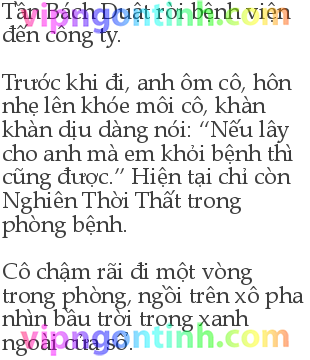 Tần Bách Duật rời bệnh viện
đến công ty.
Trước khi đi, anh ôm cô, hôn
nhẹ lên khóe môi cô, khàn
khàn dịu dàng nói: “Nếu lây
cho anh mà em khỏi bệnh thì
cũng được.” Hiện tại chỉ còn
Nghiên Thời Thất trong
phòng bệnh.
Cô chậm rãi đi một vòng
trong phòng, ngồi trên xô pha
nhìn bầu trời trong xanh
ngoài cửa sổ.
vipngontinh.com
vipngontinh.com